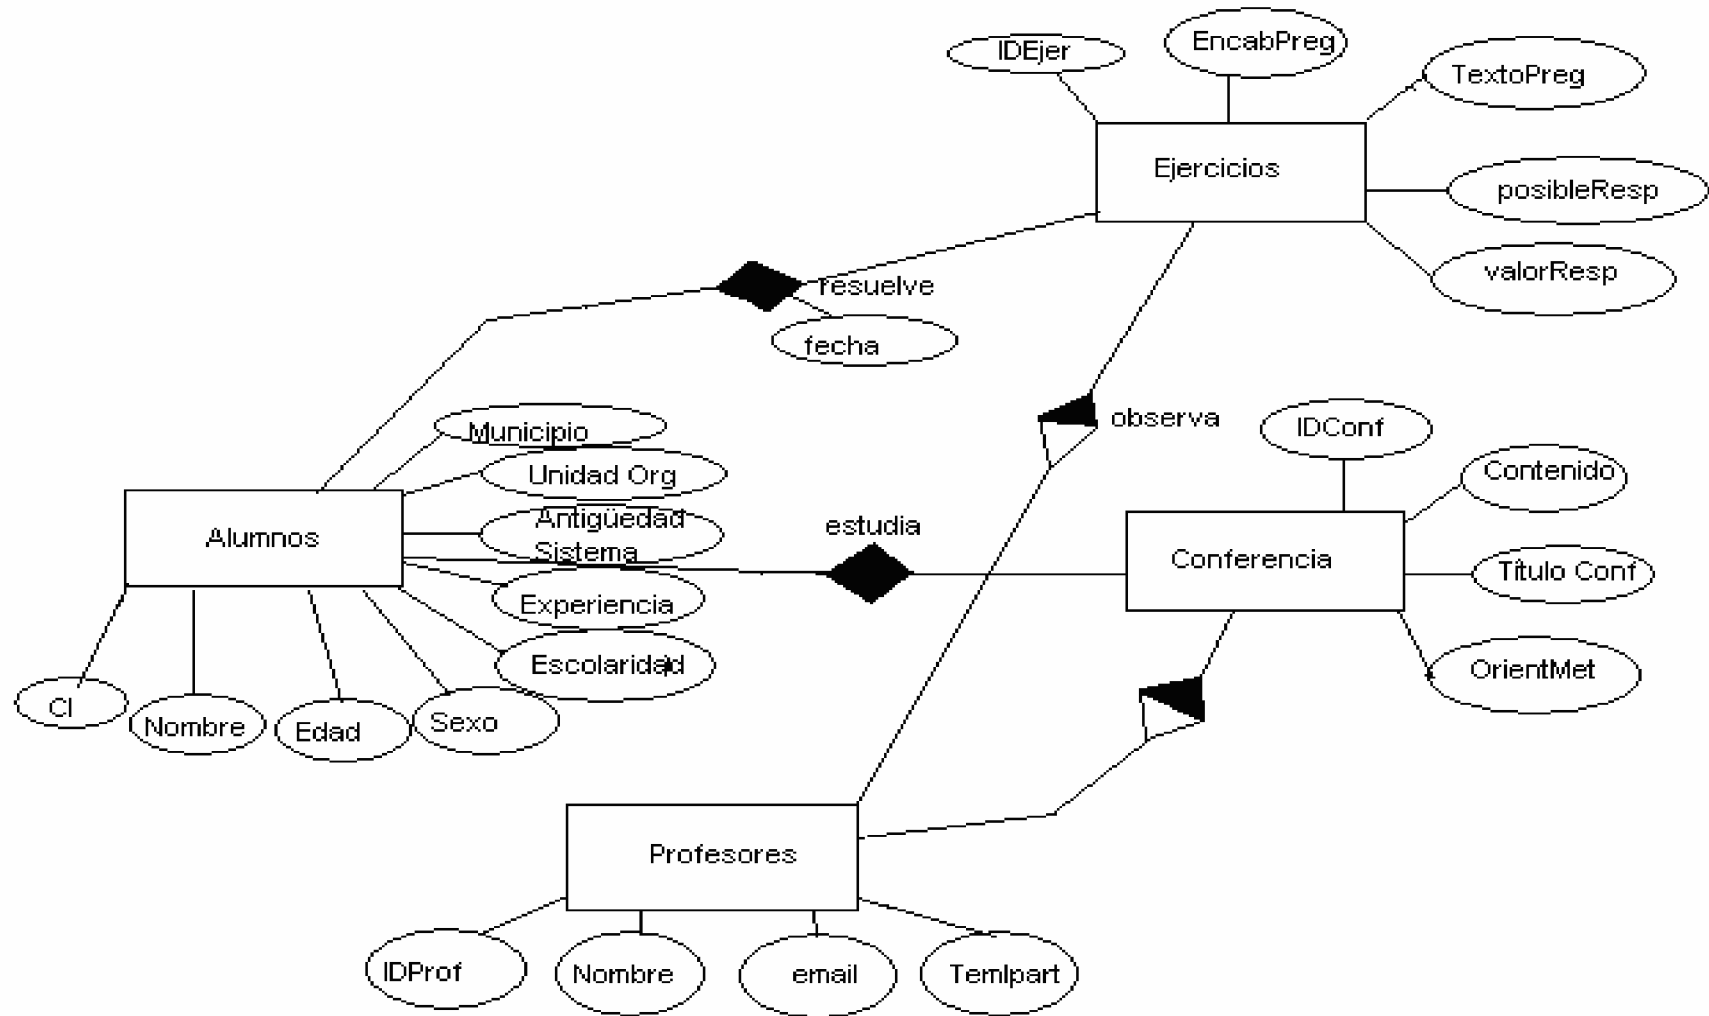 IDEjer
EncabPreg
TextoPreg
Ejercicios
posibleResp
valorResp
resuelve
fecha
observa
Municipio
Unidad Org
Antigüedad
Sistema
Experiencia
Escolaridad
Alumnos
CI
Nombre
Edad
Sexo
estudia
IDConf
Contenido
Conferencia
Título Conf
OrientMet
Profesores
IDProf
Nombre
email
TemIpart